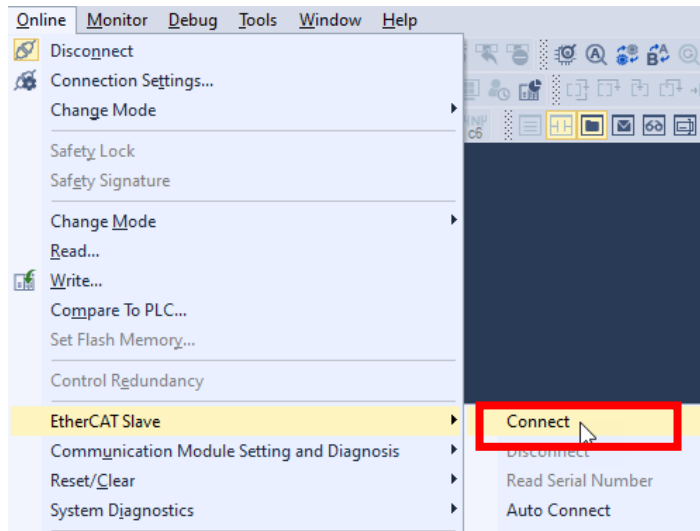 Online Monitor Debug Tools Window Help
Disconnect
Connection Settings...
Change Mode
Safety Lock
Safety Signature
Change Mode
Read...
Write...
Compare To PLC...
Set Flash Memory...
Control Redundancy
EtherCAT Slave
Connect
Communication Module Setting and Diagnosis
Disconnect
Reset/Clear
Read Serial Number
System Diagnostics
Auto Connect